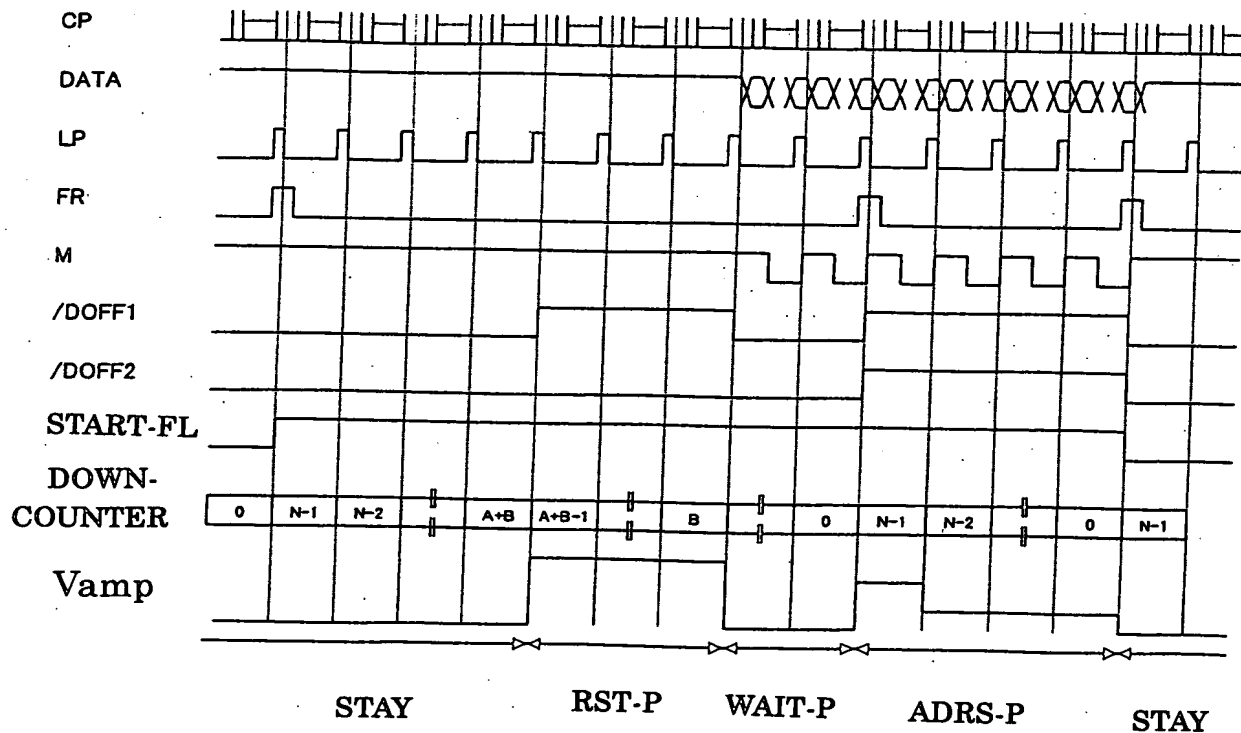 CP
DATA
LP
FR
M
/DOFF1
/DOFF2
START-FL
DOWN-
COUNTER
0 N-1 N-2 A+B A+B-1 B 0 N-1 N-2 0 N-1
Vamp
STAY RST-P WAIT-P ADRS-P STAY